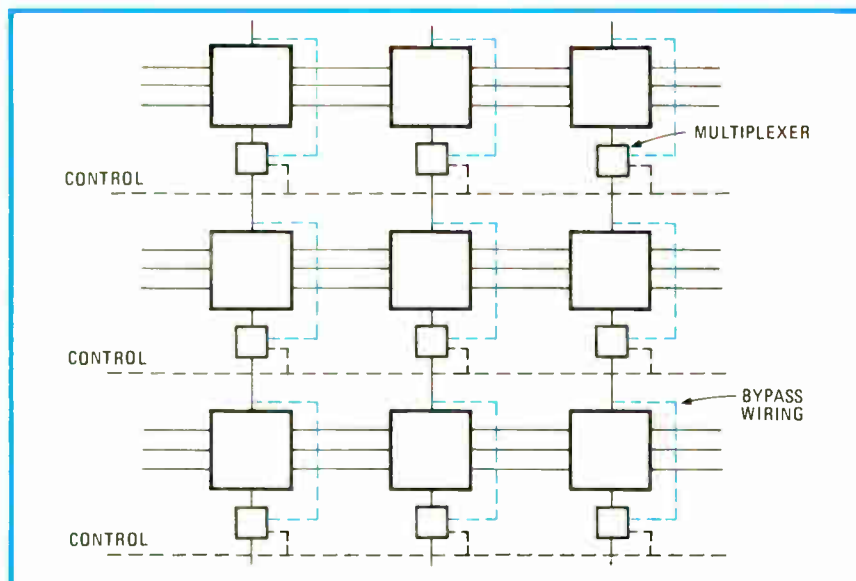 MULTIPLEXER
CONTROL
CONTROL
BYPASS
WIRING
CONTROL